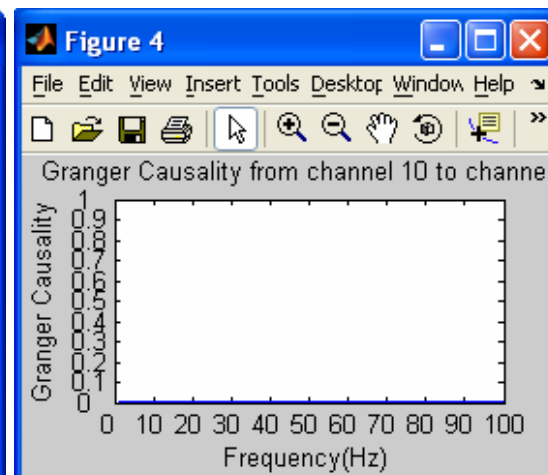 Figure 4
File Edit View Insert Tools Desktop Window Help
»
Granger Causality from channel 10 to channe
Granger Causality
1
0.9
0.8
0.7
0.6
0.5
0.4
0.3
0.2
0.1
0
0 10 20 30 40 50 60 70 80 90 100
Frequency(Hz)